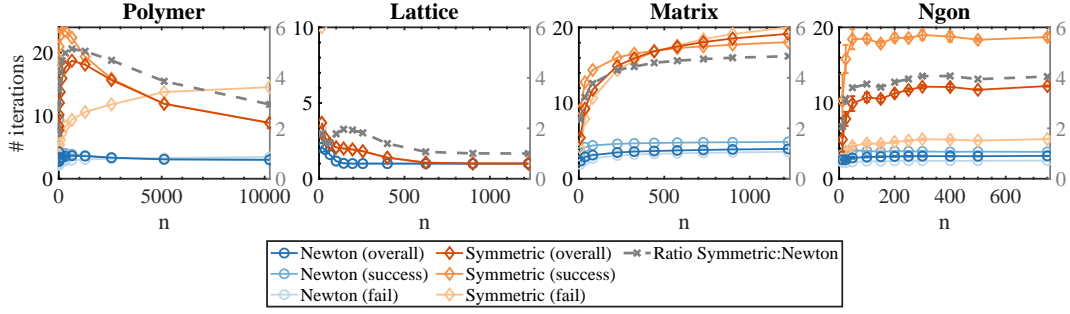 Polymer
Lattice
Matrix
Ngon
# iterations
20
10
0
6
4
2
0
0
5000
10000
n
10
5
1
6
4
2
0
0
500
1000
n
20
10
0
6
4
2
0
0
500
1000
n
20
10
0
6
4
2
0
0
200
400
600
n
Newton (overall)
Symmetric (overall)
Ratio Symmetric:Newton
Newton (success)
Symmetric (success)
Newton (fail)
Symmetric (fail)